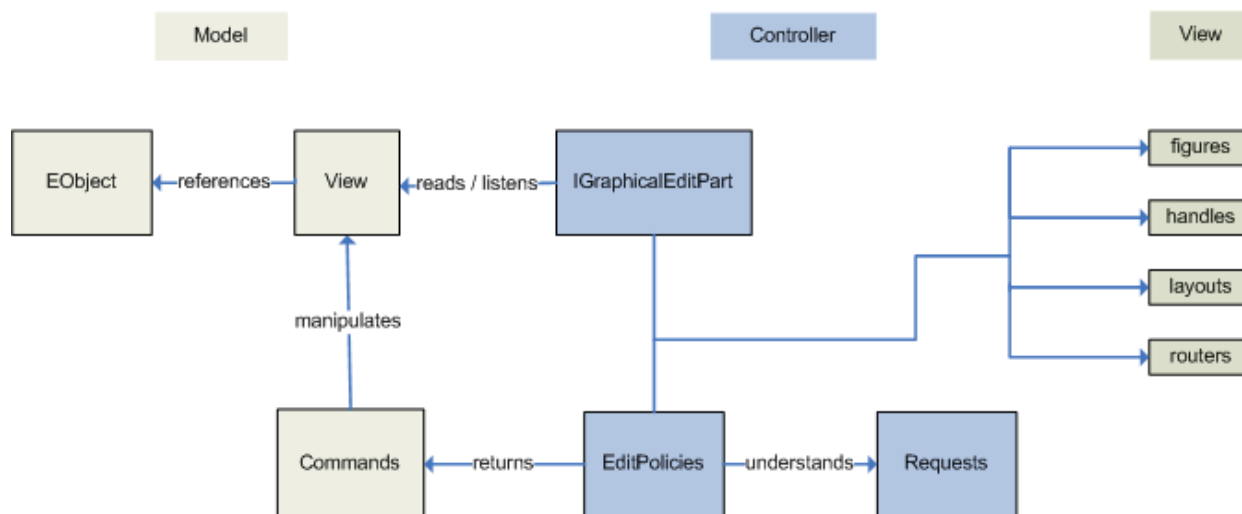 Model
Controller
View
EObject
references
View
reads / listens
IGraphicalEditPart
figures
handles
layouts
routers
manipulates
Commands
returns
EditPolicies
understands
Requests